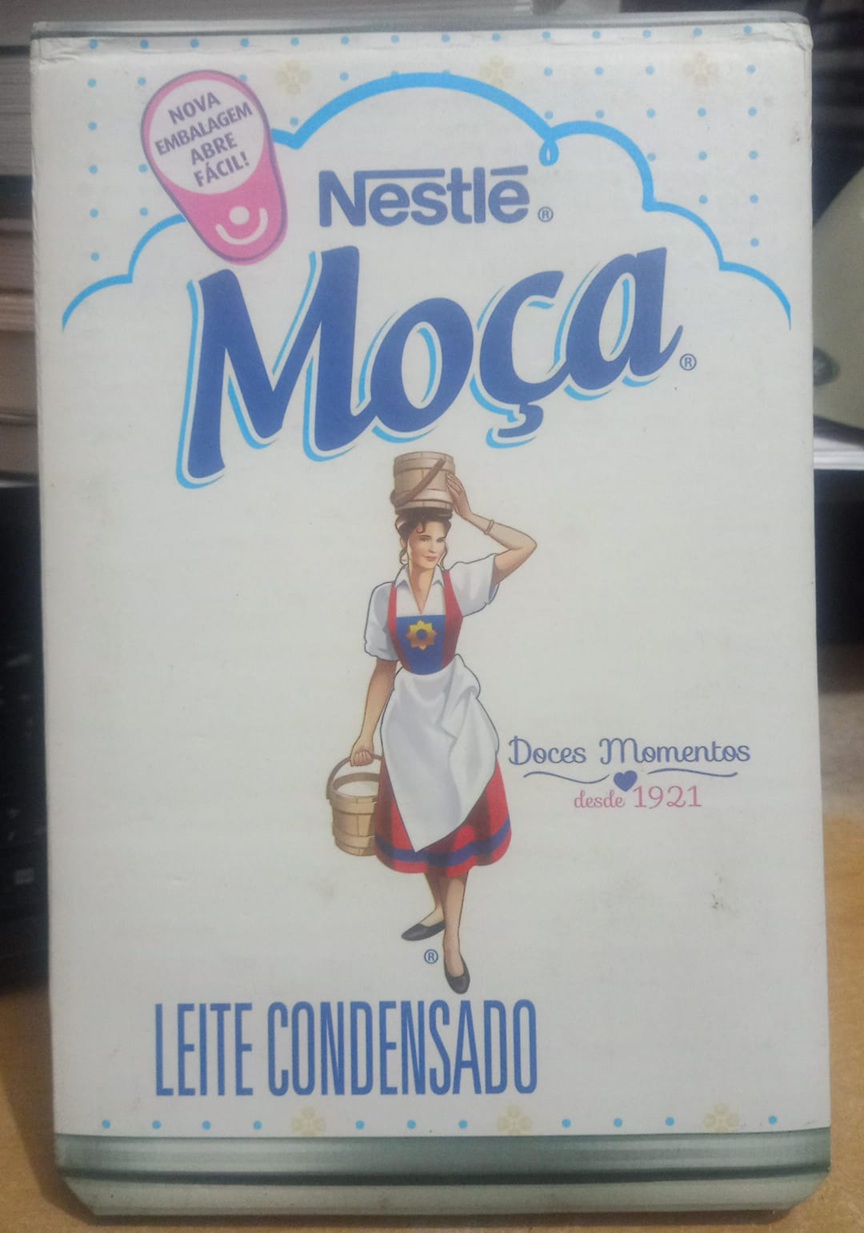 NOVA
EMBALAGEM
ABRE
FÁCIL!
Nestlé®
Moça®
Doces Momentos
desde 1921
®
LEITE CONDENSADO